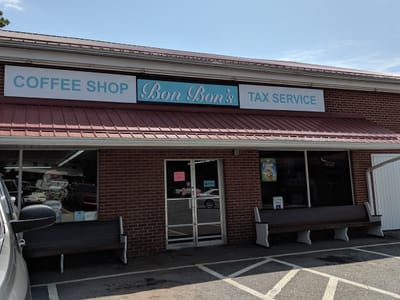 COFFEE SHOP
Bon Bon's
TAX SERVICE